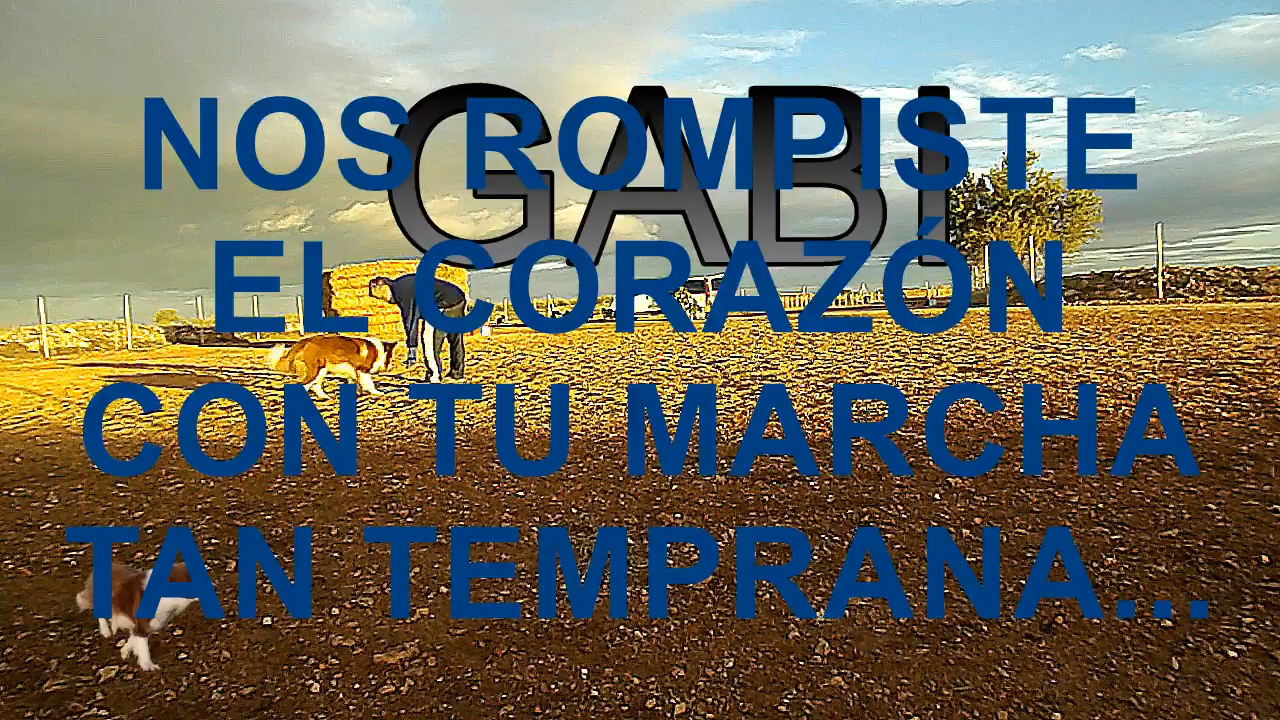 GABI
NOS ROMPISTE
EL CORAZÓN
CON TU MARCHA
TAN TEMPRANA...